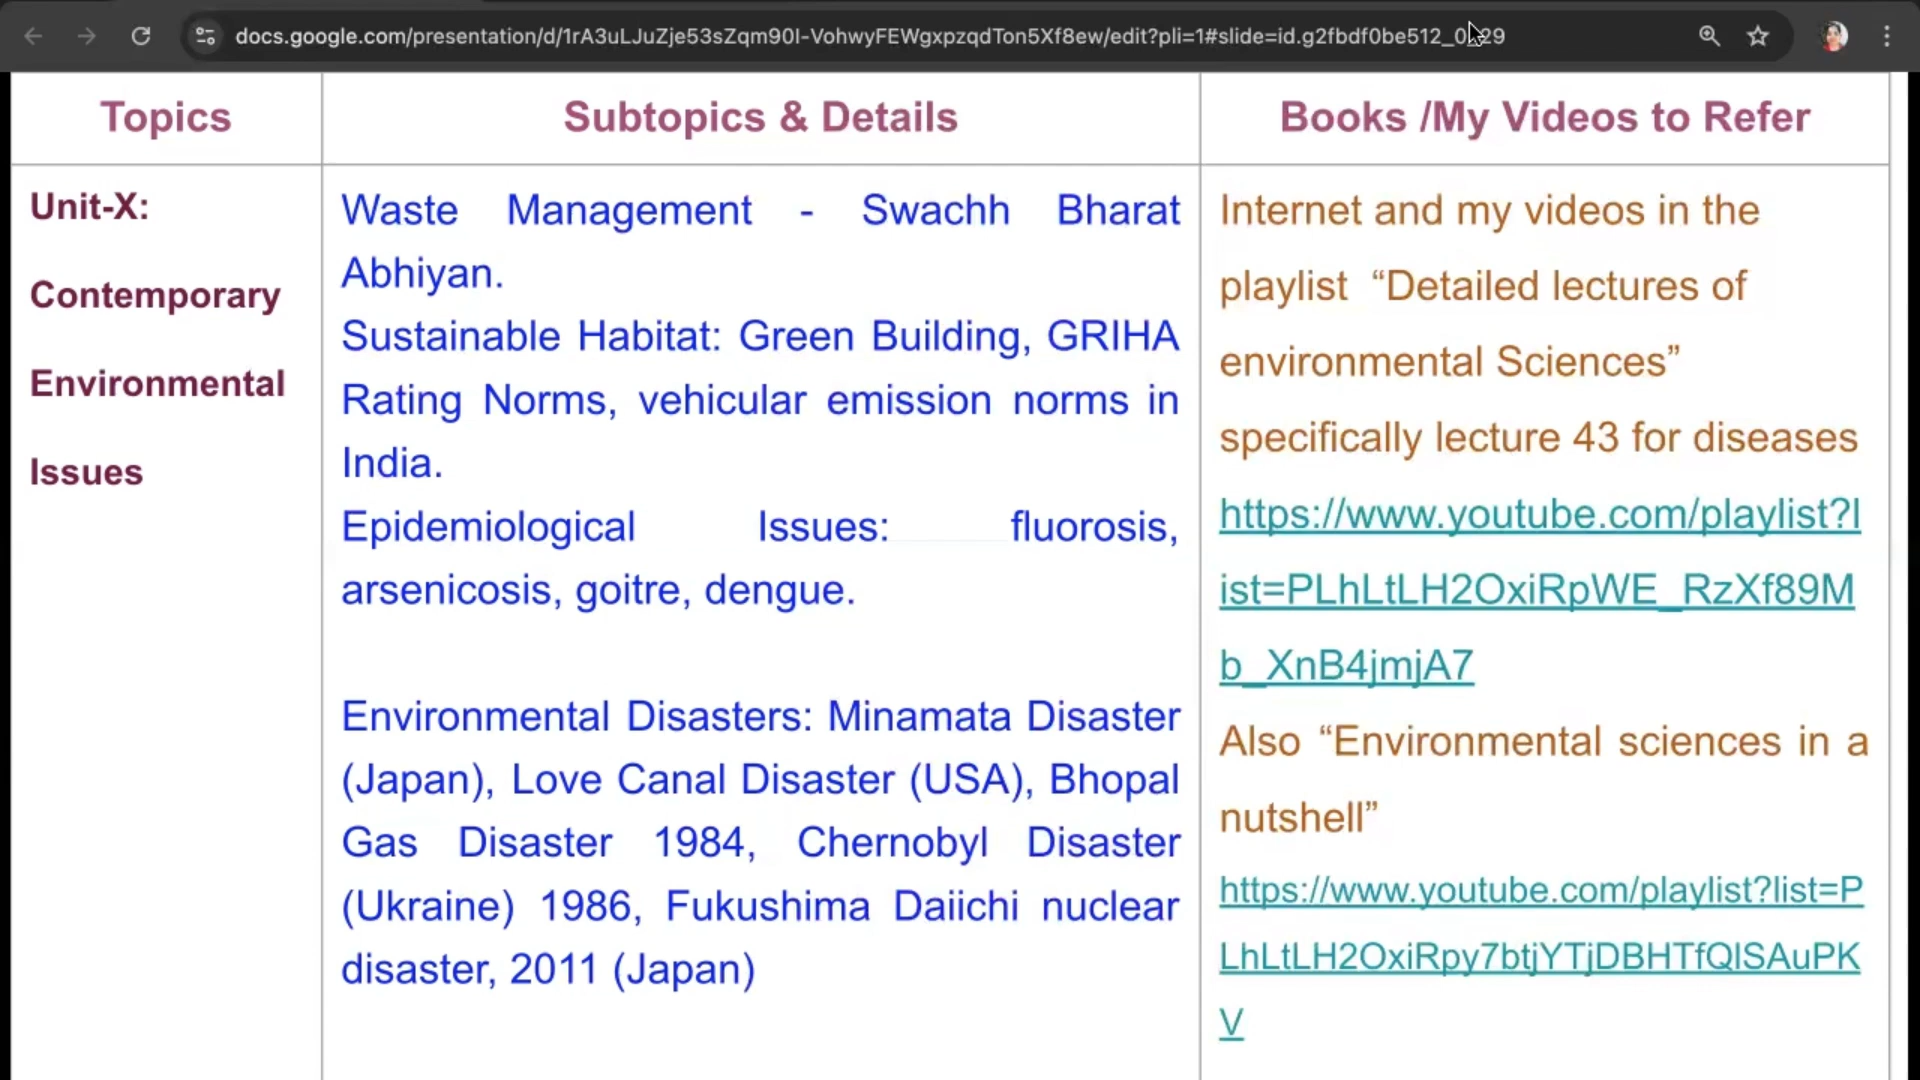 docs.google.com/presentation/d/1rA3uLJuZje53sZqm90I-VohwyFEWgxpzqdTon5Xf8ew/edit?pli=1#slide=id.g2fbdf0be512_0_29
Topics
Subtopics & Details
Books /My Videos to Refer
Unit-X:
Contemporary
Environmental
Issues
Waste Management - Swachh Bharat
Abhiyan.
Sustainable Habitat: Green Building, GRIHA
Rating Norms, vehicular emission norms in
India.
Epidemiological Issues: fluorosis,
arsenicosis, goitre, dengue.
Environmental Disasters: Minamata Disaster
(Japan), Love Canal Disaster (USA), Bhopal
Gas Disaster 1984, Chernobyl Disaster
(Ukraine) 1986, Fukushima Daiichi nuclear
disaster, 2011 (Japan)
Internet and my videos in the
playlist “Detailed lectures of
environmental Sciences”
specifically lecture 43 for diseases
https://www.youtube.com/playlist?l
ist=PLhLtLH2OxiRpWE_RzXf89M
b_XnB4jmjA7
Also “Environmental sciences in a
nutshell”
https://www.youtube.com/playlist?list=P
LhLtLH2OxiRpy7btjYTjDBHTfQlSAuPK
V